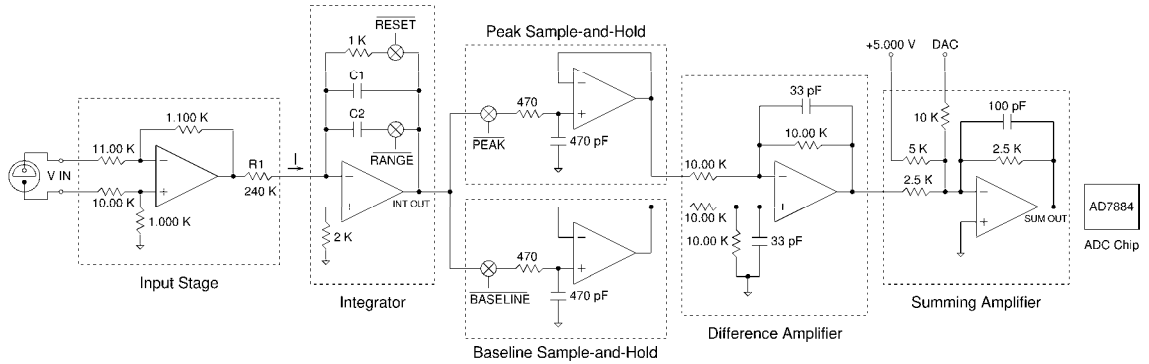 RESET
1 K
C1
C2
RANGE
Peak Sample-and-Hold
470
PEAK
470 pF
+5.000 V
DAC
33 pF
10.00 K
10 K
100 pF
5 K
2.5 K
2.5 K
SUM OUT
AD7884
ADC Chip
1.100 K
11.00 K
V IN
10.00 K
1.000 K
R1
240 K
I
INT OUT
2 K
10.00 K
10.00 K
10.00 K
33 pF
470
BASELINE
470 pF
Input Stage
Integrator
Baseline Sample-and-Hold
Difference Amplifier
Summing Amplifier